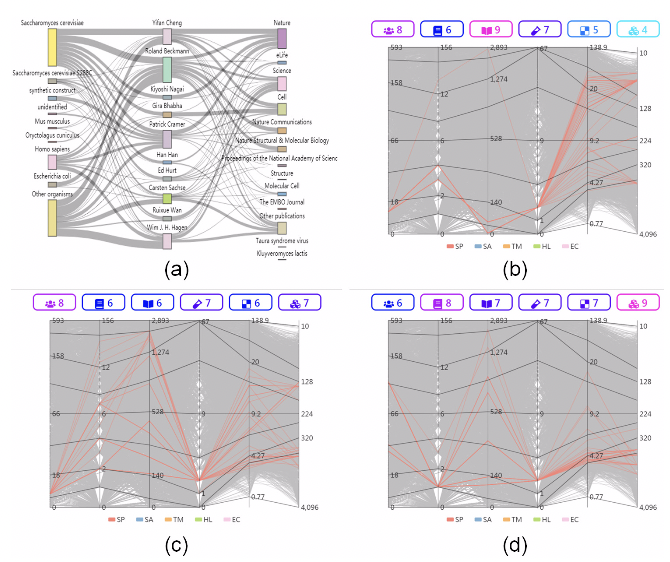 Saccharomyces cerevisiae
Yifan Cheng
Nature
Roland Beckmann
eLife
Saccharomyces cerevisiae S288C
Science
synthetic construct
Kiyoshi Nagai
unidentified
Gira Bhabha
Cell
Mus musculus
Patrick Cramer
Nature Communications
Oryctolagus cuniculus
Nature Structural & Molecular Biology
Homo sapiens
Han Han
Proceedings of the National Academy of Scienc
Ed Hurt
Structure
Escherichia coli
Carsten Sachse
Molecular Cell
Other organisms
Ruixue Wan
The EMBO Journal
Wim J. H. Hagen
Other publications
Taura syndrome virus
Kluyveromyces lactis
(a)
8 6 9 7 5 4
593 156 2,893 67 138.9 10
158 12 1,274 20 128
66 6 528 9 9.2 224
320
18 2 140 1 4.27
0 0 0 0.77 4,096
SP SA TM HL EC
(b)
8 6 6 7 6 7
593 156 2,893 67 138.9 10
158 12 1,274 20 128
66 6 528 9 9.2 224
320
18 2 140 1 4.27
0 0 0 0.77 4,096
SP SA TM HL EC
(c)
6 8 7 7 7 9
593 156 2,893 67 138.9 10
158 12 1,274 20 128
66 6 528 9 9.2 224
320
18 2 140 1 4.27
0 0 0 0.77 4,096
SP SA TM HL EC
(d)